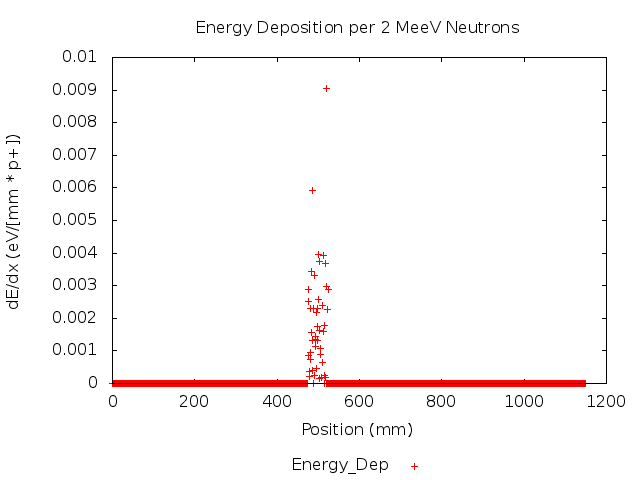 Energy Deposition per 2 MeeV Neutrons
0.01
0.009
0.008
0.007
0.006
0.005
0.004
0.003
0.002
0.001
0
dE/dx (eV/[mm * p+])
0 200 400 600 800 1000 1200
Position (mm)
Energy_Dep